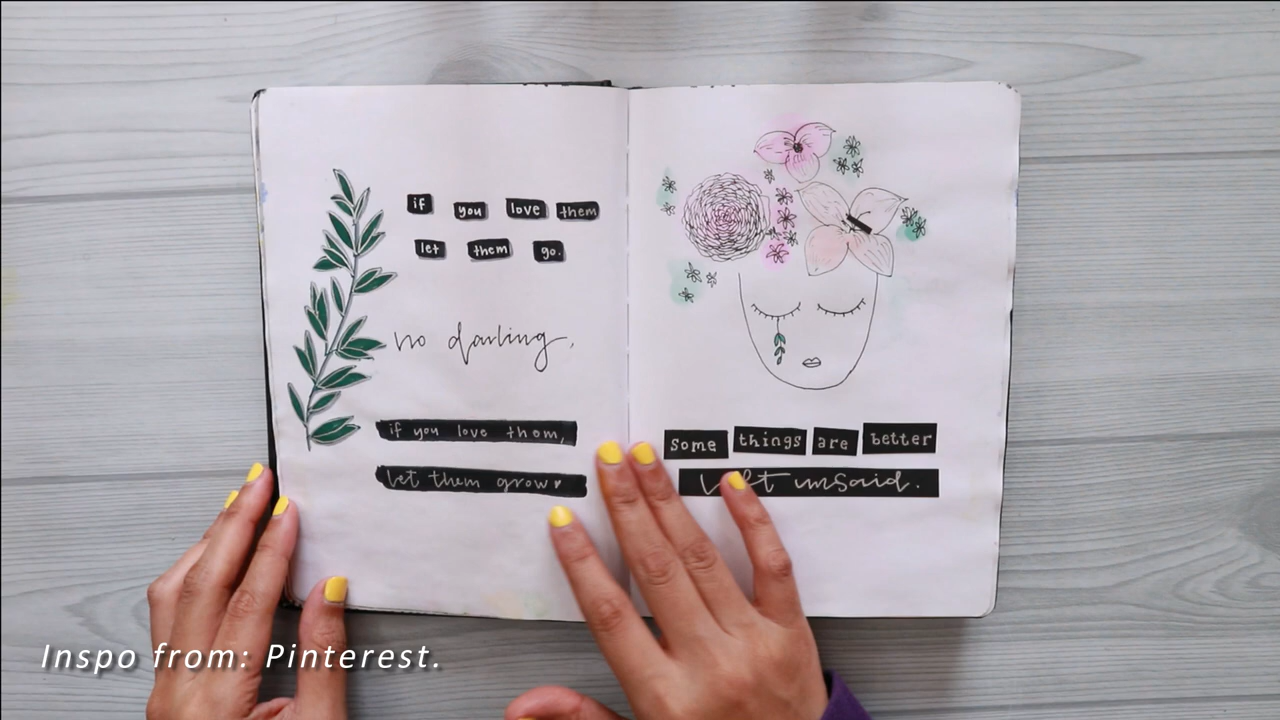 if you love them
let them go.
no darling,
if you love them,
let them grow♥
some things are better
left unsaid.
Inspo from: Pinterest.